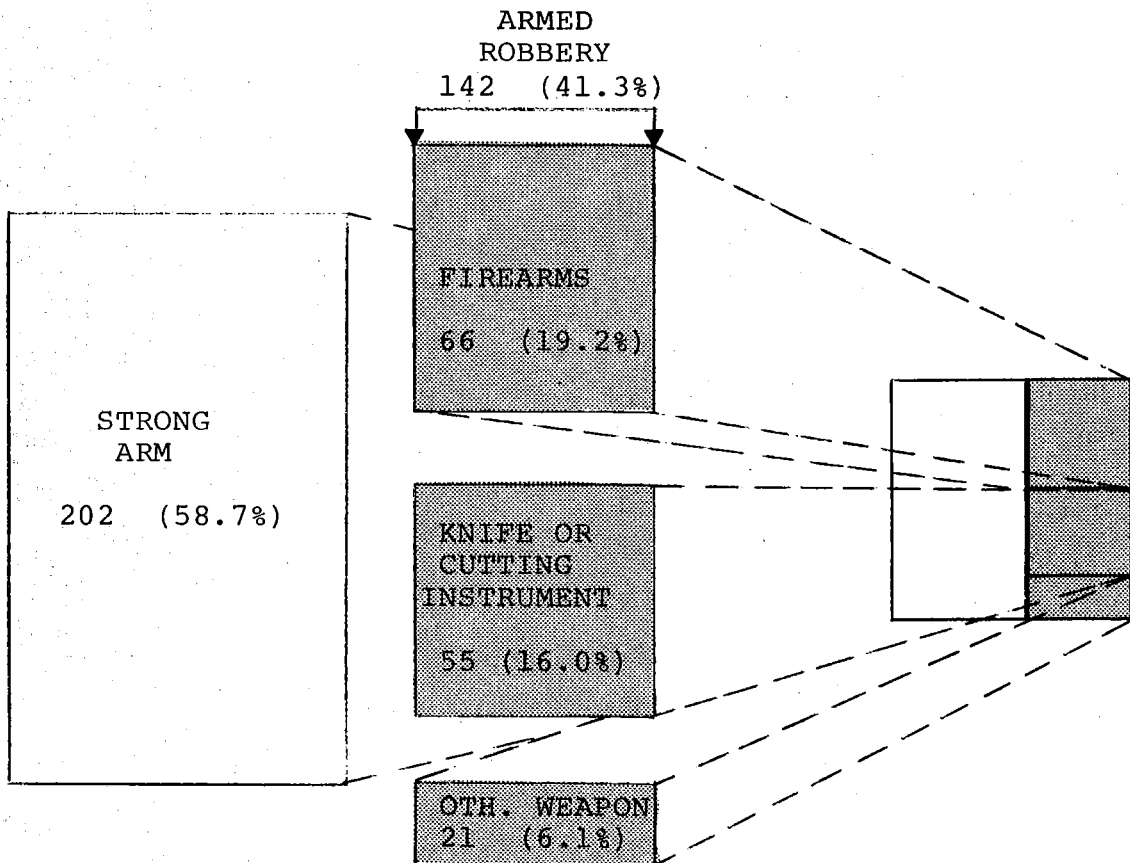 ARMED
ROBBERY
142 (41.3%)
FIREARMS
66 (19.2%)
STRONG
ARM
202 (58.7%)
KNIFE OR
CUTTING
INSTRUMENT
55 (16.0%)
OTH. WEAPON
21 (6.1%)